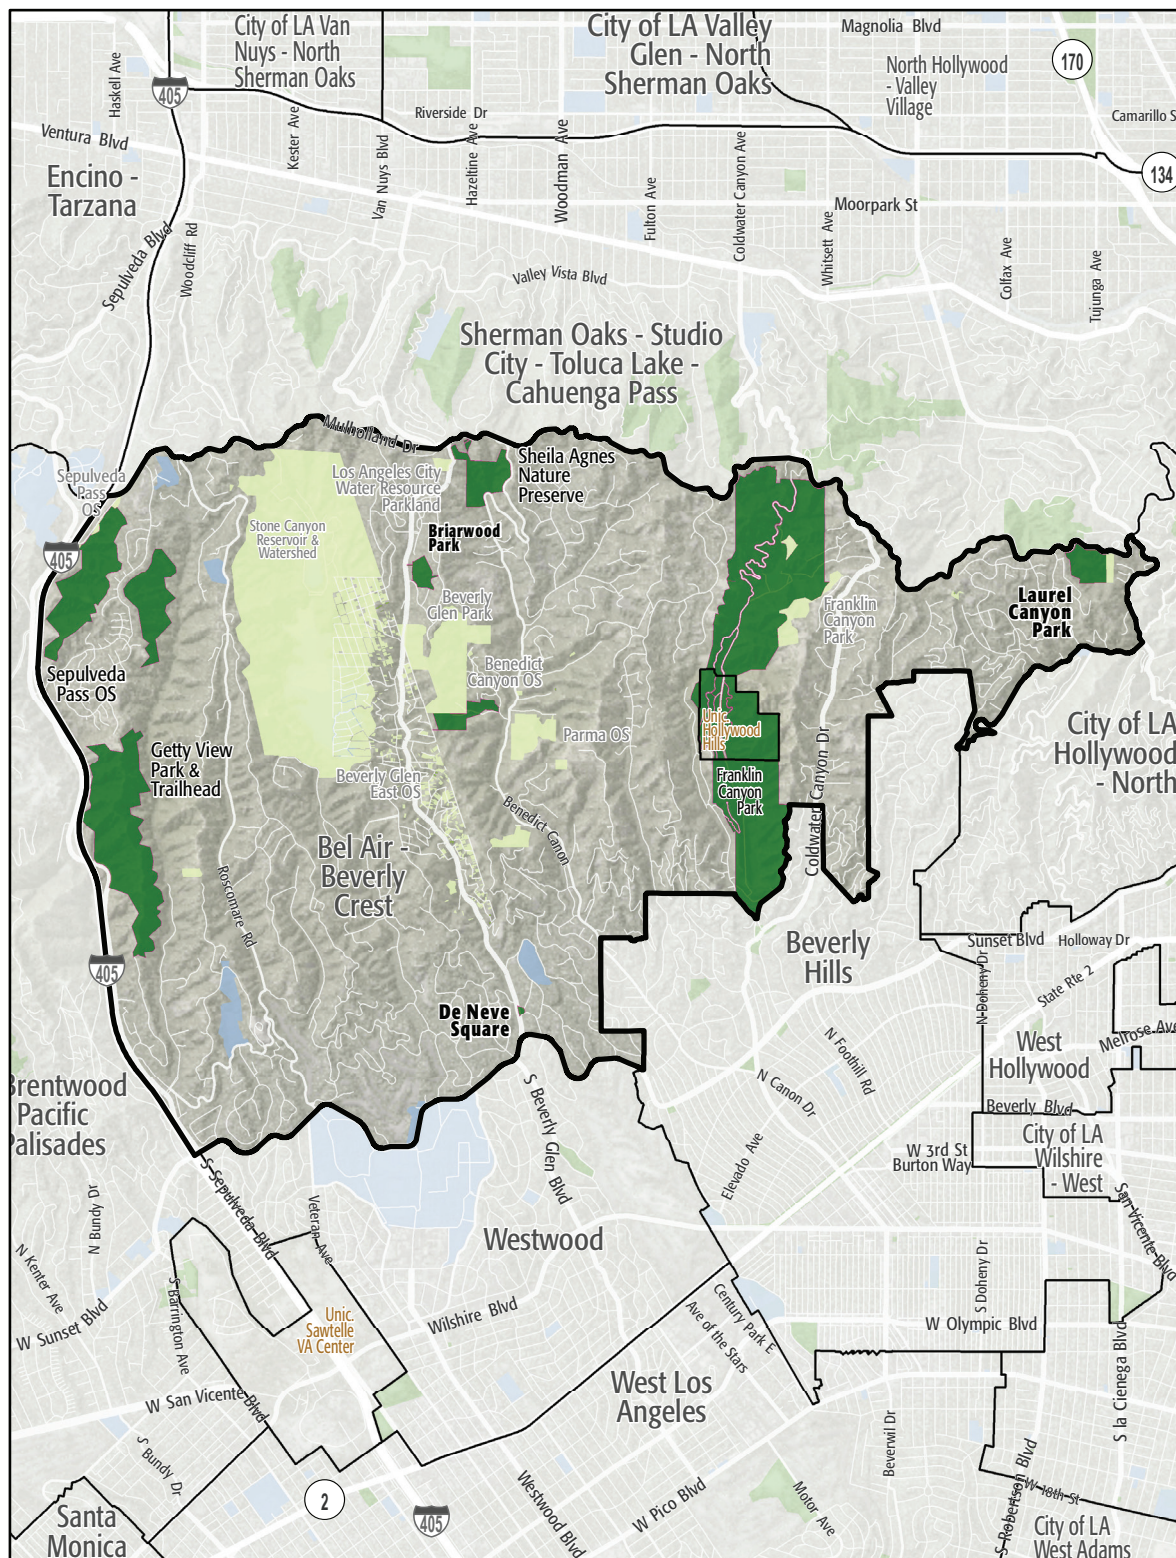 City of LA Van
Nuys - North
Sherman Oaks
City of LA Valley
Glen - North
Sherman Oaks
Magnolia Blvd
North Hollywood
- Valley
Village
170
Haskell Ave
405
Riverside Dr
Camarillo S
Ventura Blvd
Kester Ave
Van Nuys Blvd
Hazeltine Ave
Woodman Ave
Fulton Ave
Coldwater Canyon Ave
Whitsett Ave
Moorpark St
134
Encino -
Tarzana
Sepulveda Blvd
Woodcliff Rd
Valley Vista Blvd
Colfax Ave
Tujunga Ave
Sherman Oaks - Studio
City - Toluca Lake -
Cahuenga Pass
Mulholland Dr
Sepulveda
Pass
OS
Los Angeles City
Water Resource
Parkland
Sheila Agnes
Nature
Preserve
Stone Canyon
Reservoir &
Watershed
Briarwood
Park
405
Beverly
Glen Park
Franklin
Canyon
Park
Laurel
Canyon
Park
Sepulveda
Pass OS
Benedict
Canyon OS
Parma OS
Unic.
Hollywood
Hills
City of LA
Hollywood
- North
Getty View
Park &
Trailhead
Beverly Glen
East OS
Franklin
Canyon
Park
Coldwater Canyon Dr
Benedict Canon
Bel Air -
Beverly
Crest
Roscomare Rd
Beverly
Hills
Sunset Blvd
Holloway Dr
405
N Doheny Dr
State Rte 2
De Neve
Square
N Foothill Rd
West
Hollywood
Melrose Ave
Brentwood
Pacific
Palisades
S Beverly Glen Blvd
N Canon Dr
Beverly Blvd
Elevado Ave
W 3rd St
Burton Way
City of LA
Wilshire
- West
S Sepulveda Blvd
Veteran Ave
N Bundy Dr
San Vicente Blvd
Westwood
N Kenter Ave
S Barrington Ave
S Doheny Dr
W Sunset Blvd
Unic.
Sawtelle
VA Center
Wilshire Blvd
Century Park E
Ave of the Stars
W Olympic Blvd
S la Cienega Blvd
West Los
Angeles
W San Vicente Blvd
S Bundy Dr
Beverwil Dr
S Robertson Blvd
2
405
Westwood Blvd
W Pico Blvd
Motor Ave
W 18th St
Santa
Monica
City of LA
West Adams